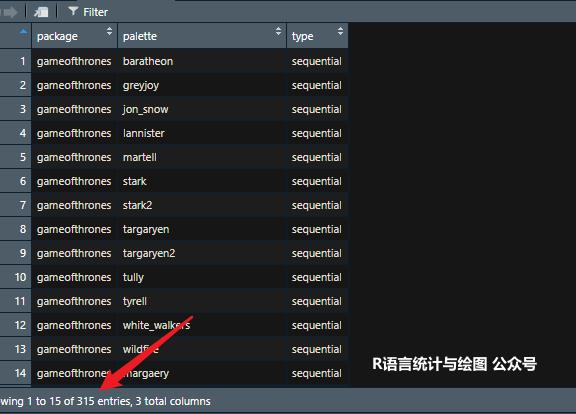 Filter
package palette type
1 gameofthrones baratheon sequential
2 gameofthrones greyjoy sequential
3 gameofthrones jon_snow sequential
4 gameofthrones lannister sequential
5 gameofthrones martell sequential
6 gameofthrones stark sequential
7 gameofthrones stark2 sequential
8 gameofthrones targaryen sequential
9 gameofthrones targaryen2 sequential
10 gameofthrones tully sequential
11 gameofthrones tyrell sequential
12 gameofthrones white_walkers sequential
13 gameofthrones wildfire sequential
14 gameofthrones margaery sequential
R语言统计与绘图 公众号
wing 1 to 15 of 315 entries, 3 total columns